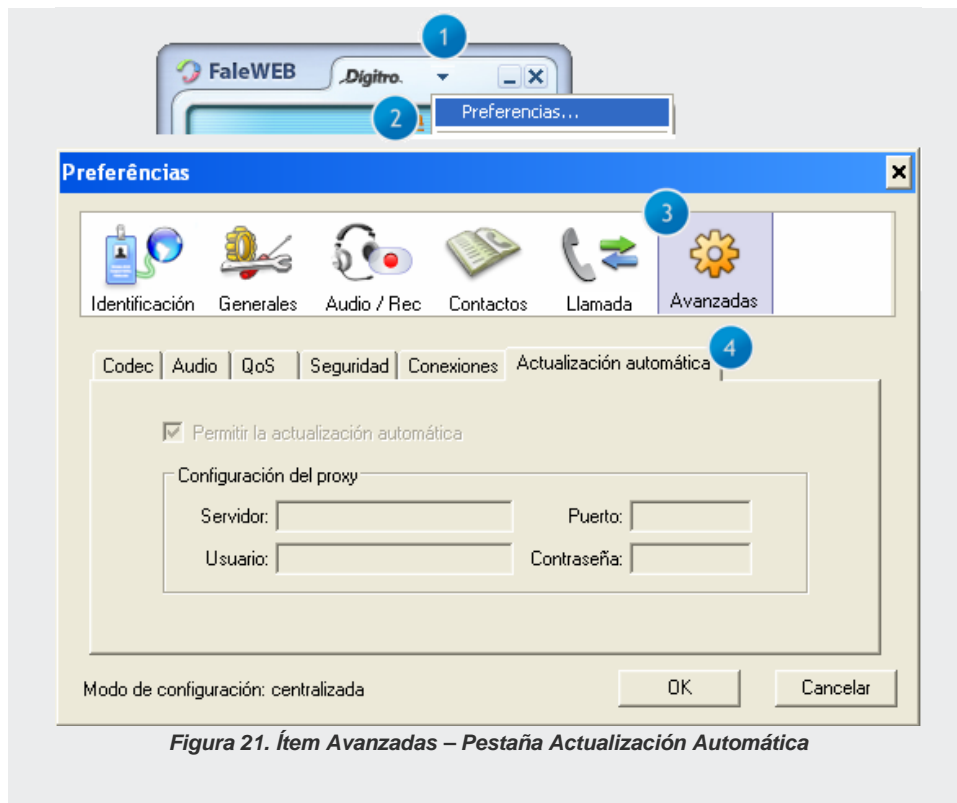 1
FaleWEB Dígitro.
2 Preferencias...
Preferências
3
Identificación Generales Audio / Rec Contactos Llamada Avanzadas
4
Codec Audio QoS Seguridad Conexiones Actualización automática
Permitir la actualización automática
Configuración del proxy
Servidor: Puerto:
Usuario: Contraseña:
Modo de configuración: centralizada OK Cancelar
Figura 21. Ítem Avanzadas – Pestaña Actualización Automática